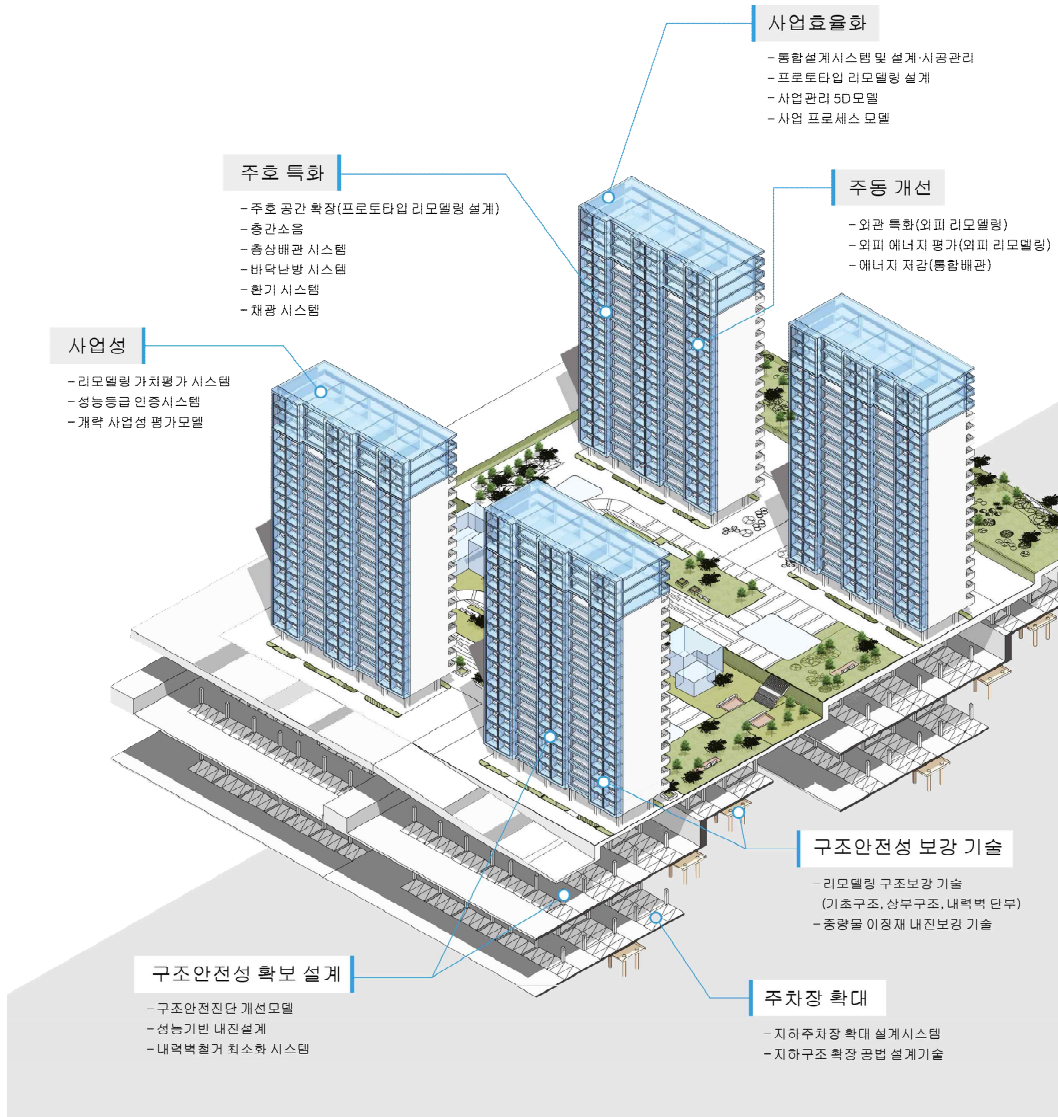 사업효율화
– 통합설계시스템 및 설계·시공관리
– 프로토타입 리모델링 설계
– 사업관리 5D모델
– 사업 프로세스 모델
주호 특화
– 주호 공간 확장(프로토타입 리모델링 설계)
– 층간소음
– 층상배관 시스템
– 바닥난방 시스템
– 환기 시스템
– 채광 시스템
주동 개선
– 외관 특화(외피 리모델링)
– 외피 에너지 평가(외피 리모델링)
– 에너지 저감(통합배관)
사업성
– 리모델링 가치평가 시스템
– 성능등급 인증시스템
– 개략 사업성 평가모델
구조안전성 보강 기술
– 리모델링 구조보강 기술
(기초구조, 상부구조, 내력벽 단부)
– 중량물 이장재 내진보강 기술
구조안전성 확보 설계
– 구조안전진단 개선모델
– 성능기반 내진설계
– 내력벽철거 최소화 시스템
주차장 확대
– 지하주차장 확대 설계시스템
– 지하구조 확장 공법 설계기술